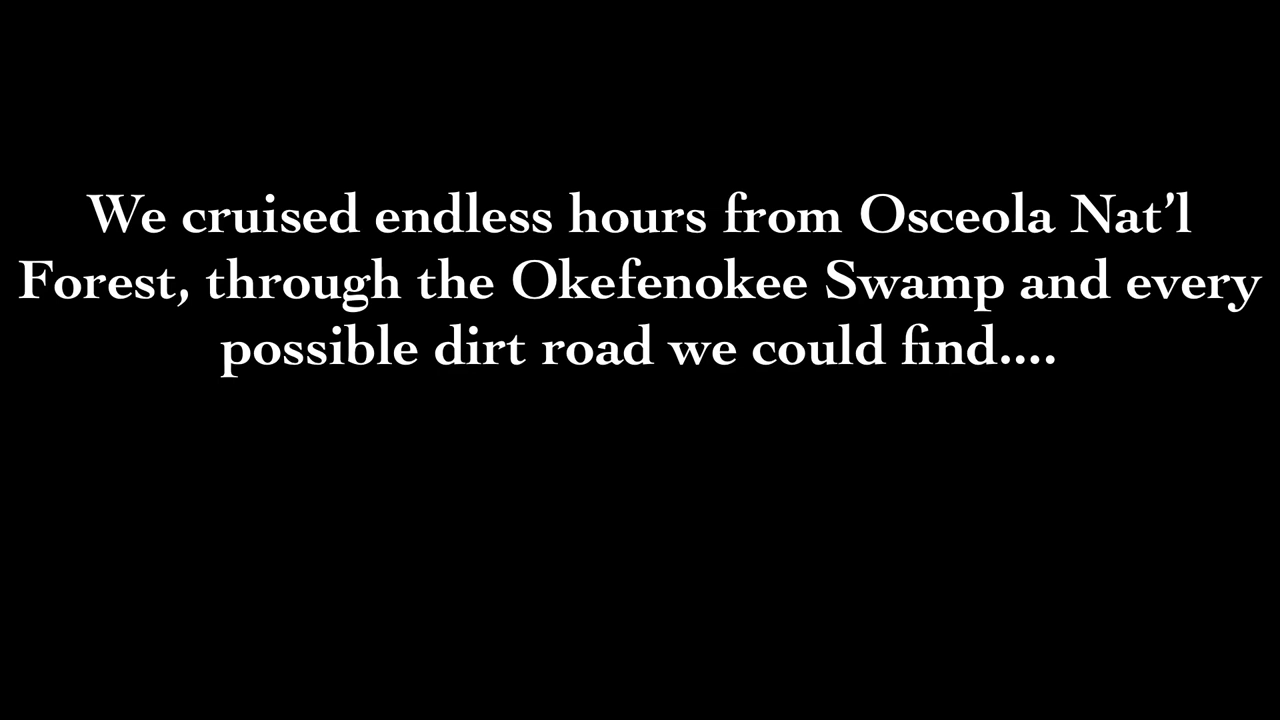 We cruised endless hours from Osceola Nat’l
Forest, through the Okefenokee Swamp and every
possible dirt road we could find....